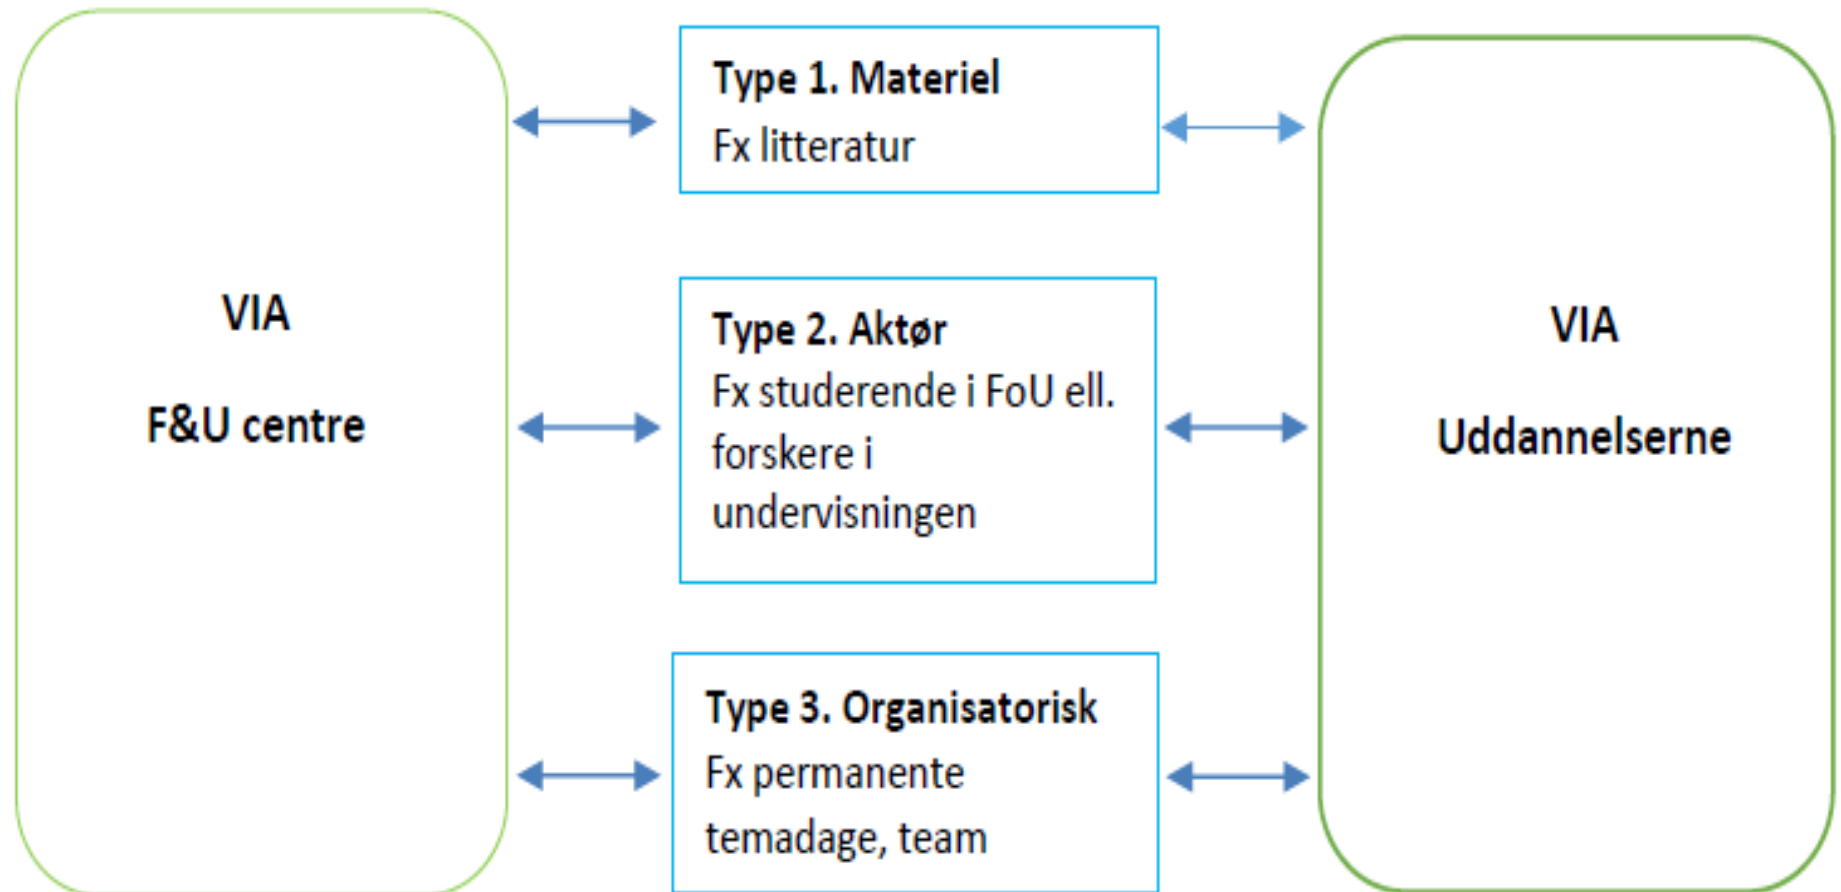 VIA
F&U centre
Type 1. Materiel
Fx litteratur
Type 2. Aktør
Fx studerende i FoU ell.
forskere i
undervisningen
Type 3. Organisatorisk
Fx permanente
temadage, team
VIA
Uddannelserne